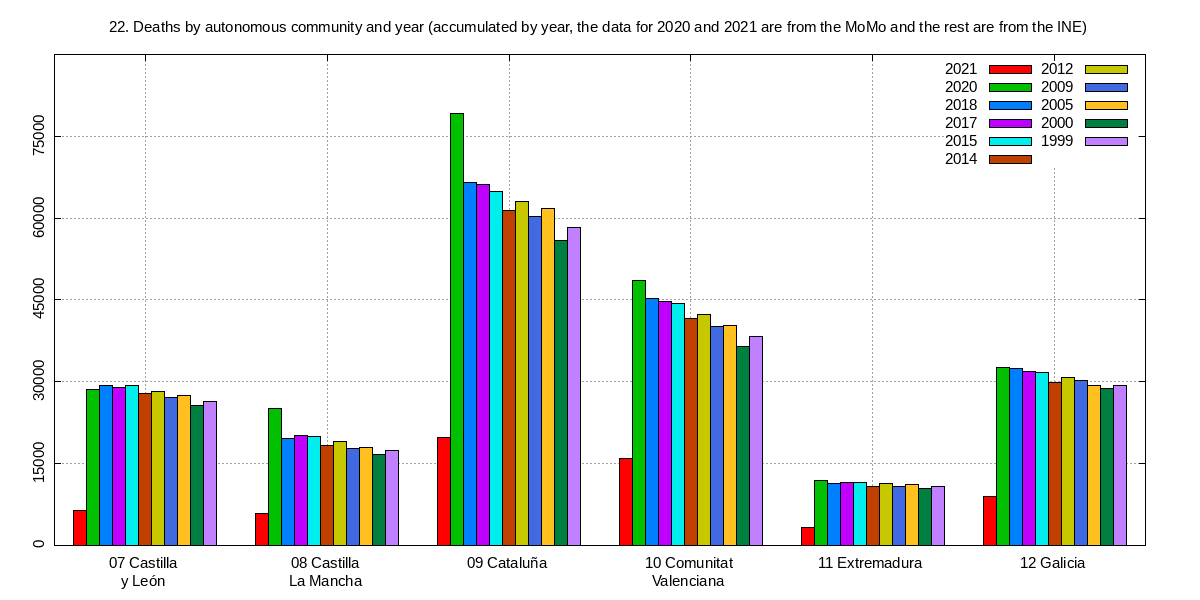 22. Deaths by autonomous community and year (accumulated by year, the data for 2020 and 2021 are from the MoMo and the rest are from the INE)
2021 2012
2020 2009
2018 2005
2017 2000
2015 1999
2014
75000
60000
45000
30000
15000
0
07 Castilla
y León
08 Castilla
La Mancha
09 Cataluña
10 Comunitat
Valenciana
11 Extremadura
12 Galicia